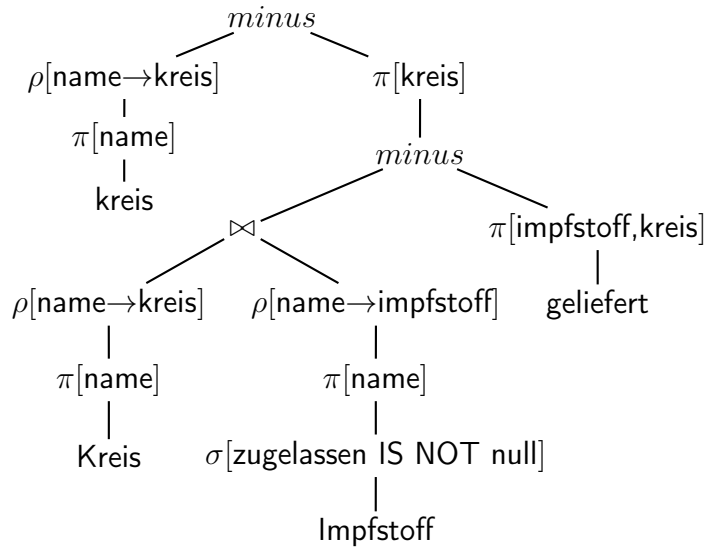 minus
ρ[name→kreis] π[kreis]
π[name] minus
kreis
⋈ π[impfstoff,kreis]
ρ[name→kreis] ρ[name→impfstoff] geliefert
π[name] π[name]
Kreis σ[zugelassen IS NOT null]
Impfstoff